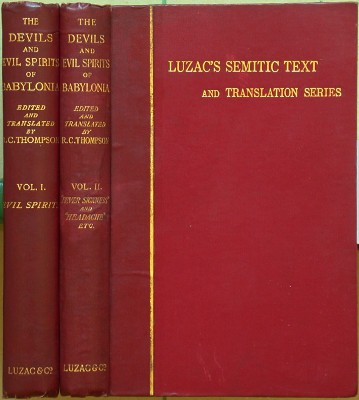 THE
DEVILS
AND
EVIL SPIRITS
OF
BABYLONIA
EDITED
AND
TRANSLATED
BY
R.C.THOMPSON
VOL. I.
EVIL SPIRITS
LUZAC & Co.
THE
DEVILS
AND
EVIL SPIRITS
OF
BABYLONIA
EDITED
AND
TRANSLATED
BY
R.C.THOMPSON
VOL. II.
"FEVER SICKNESS"
AND
"HEADACHE"
ETC.
LUZAC & Co.
LUZAC'S SEMITIC TEXT
AND TRANSLATION SERIES